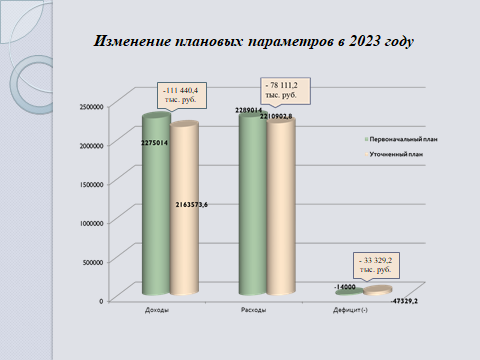 Изменение плановых параметров в 2023 году
-111 440,4
тыс. руб.
- 78 111,2
тыс. руб.
2500000
2000000
1500000
1000000
500000
0
2275014
2163573,6
2289014
2210902,8
-14000
-47329,2
- 33 329,2
тыс. руб.
Первоначальный план
Уточненный план
Доходы
Расходы
Дефицит (-)